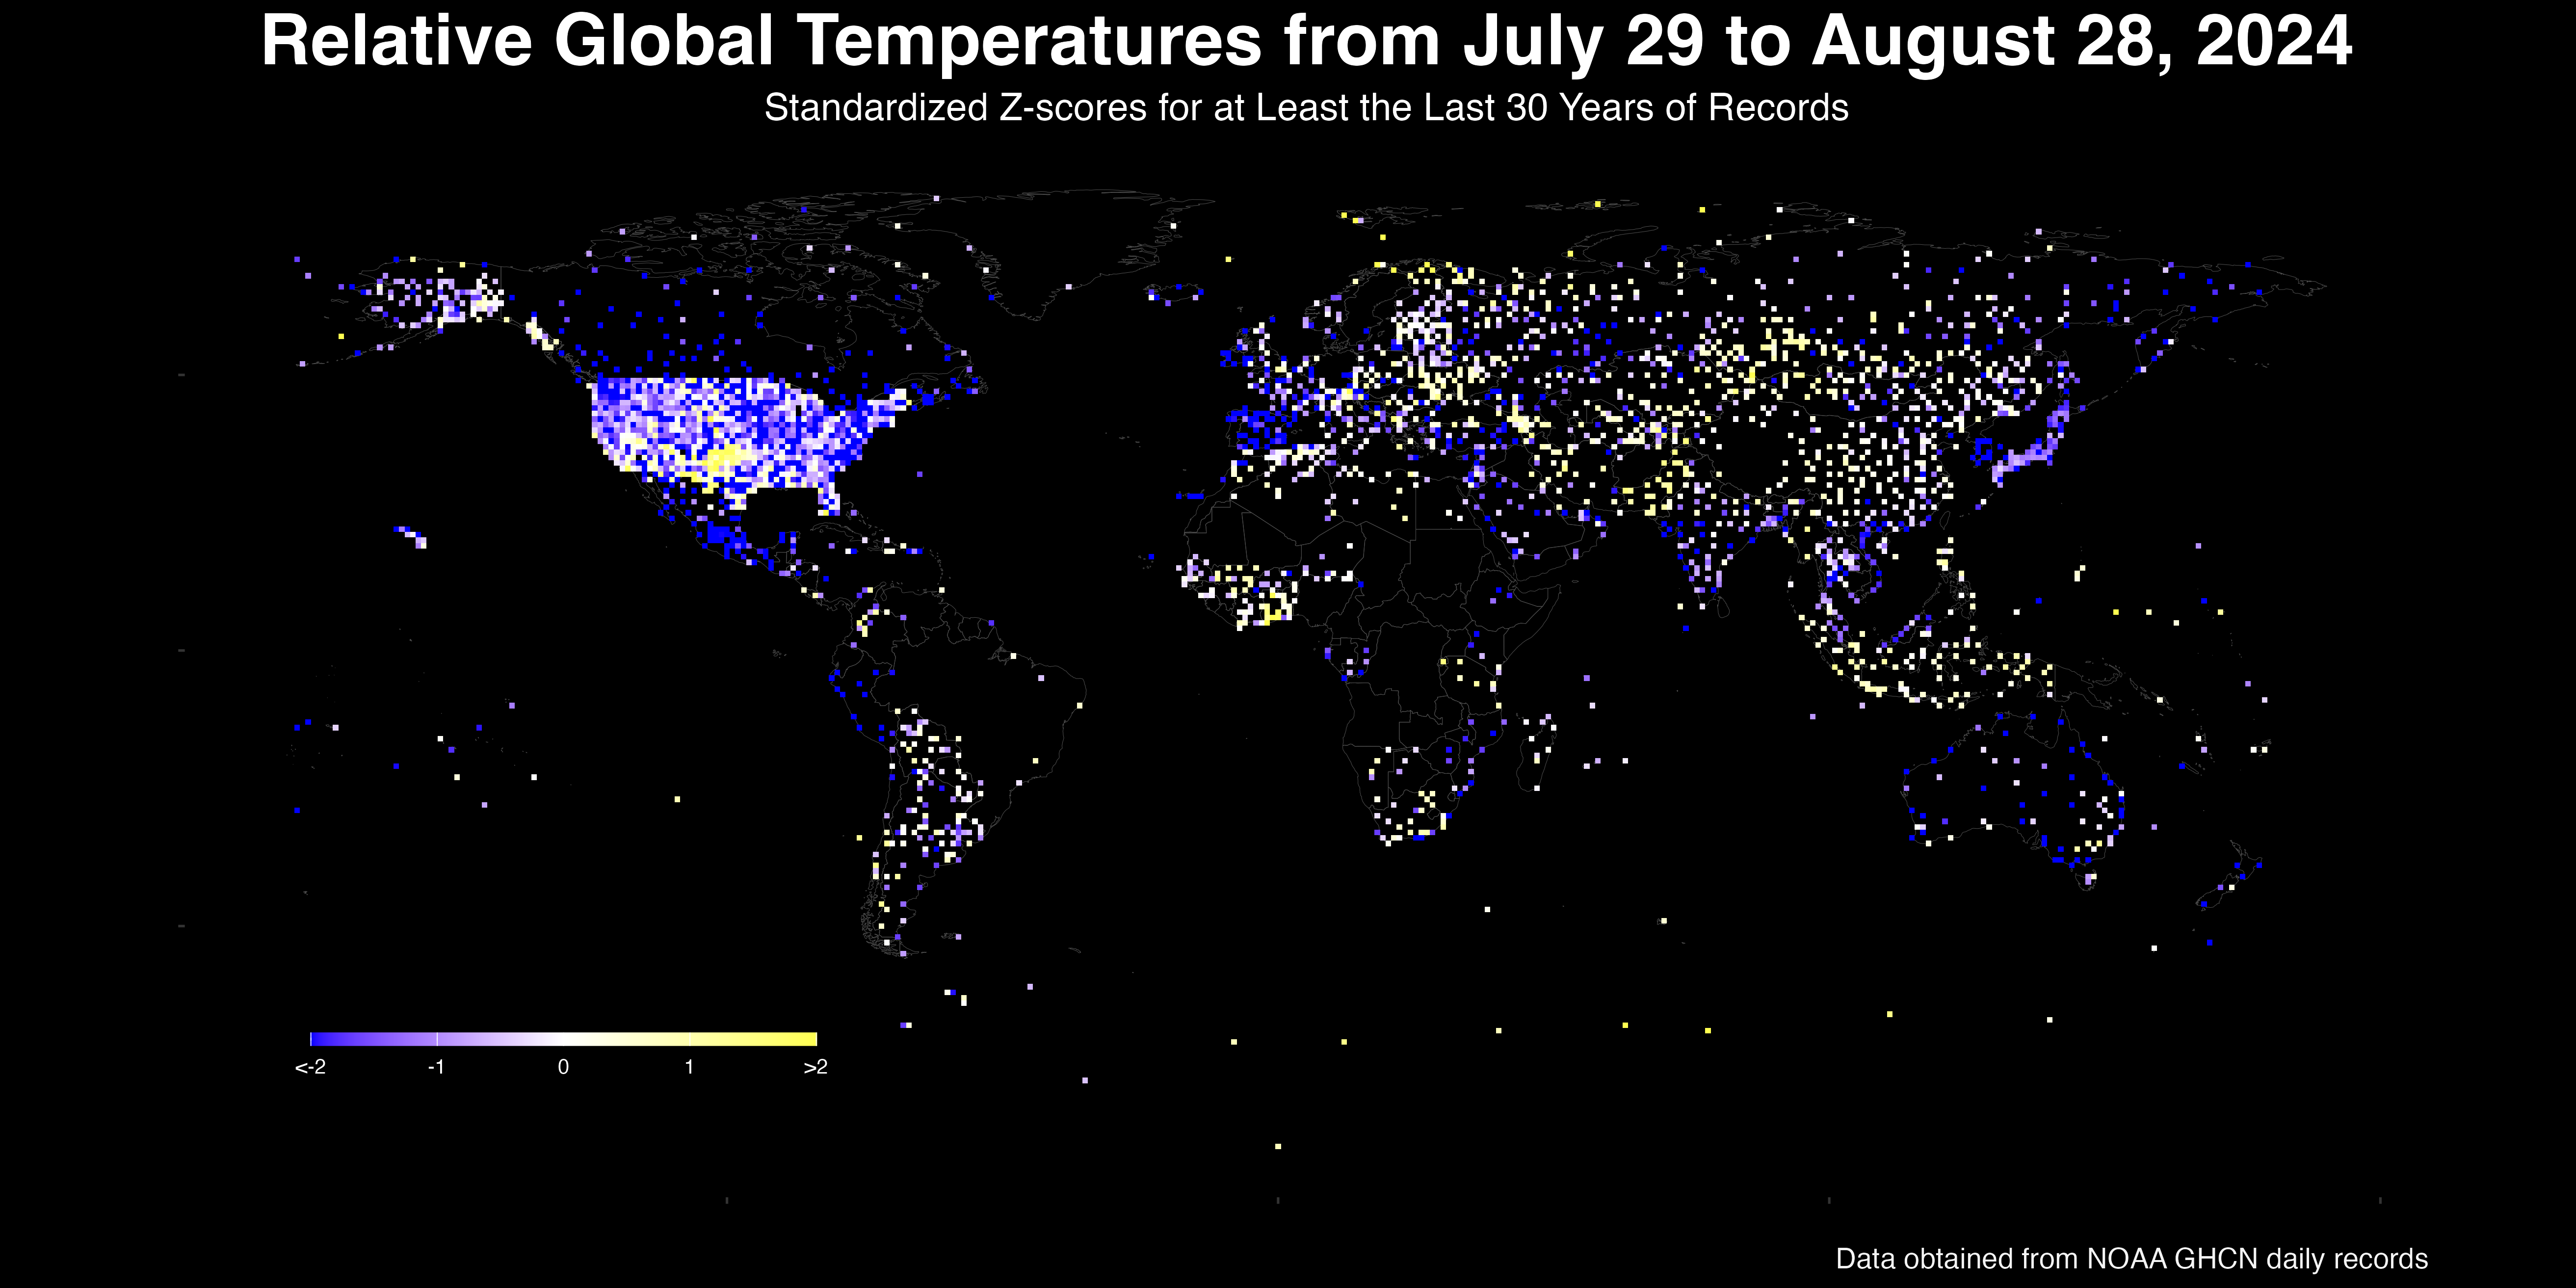 Relative Global Temperatures from July 29 to August 28, 2024
Standardized Z-scores for at Least the Last 30 Years of Records
<-2 -1 0 1 >2
Data obtained from NOAA GHCN daily records